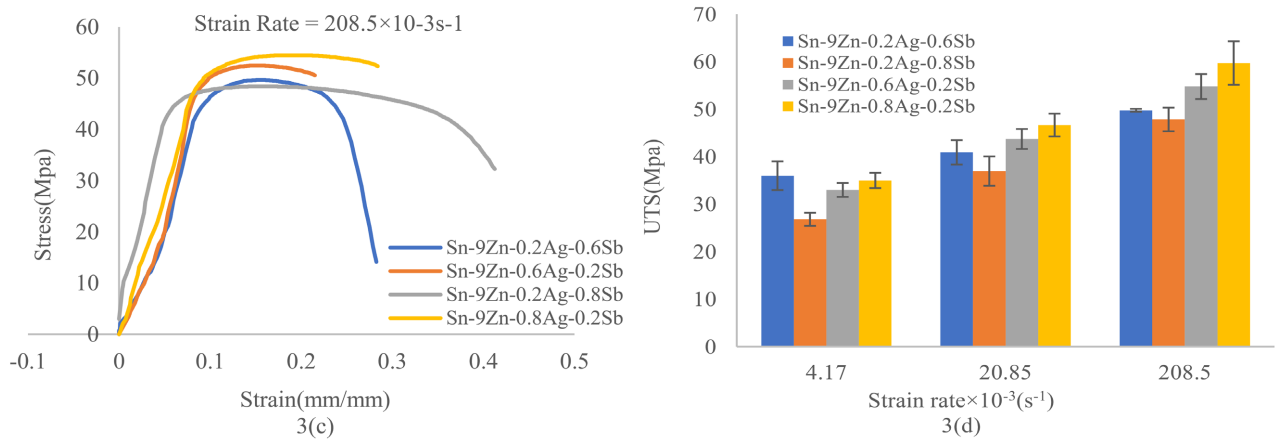 Strain Rate = 208.5×10-3s-1
60
50
40
30
20
10
0
Stress(Mpa)
-0.1 0 0.1 0.2 0.3 0.4 0.5
Strain(mm/mm)
Sn-9Zn-0.2Ag-0.6Sb
Sn-9Zn-0.6Ag-0.2Sb
Sn-9Zn-0.2Ag-0.8Sb
Sn-9Zn-0.8Ag-0.2Sb
3(c)
70
60
50
40
30
20
10
0
UTS(Mpa)
Sn-9Zn-0.2Ag-0.6Sb
Sn-9Zn-0.2Ag-0.8Sb
Sn-9Zn-0.6Ag-0.2Sb
Sn-9Zn-0.8Ag-0.2Sb
4.17 20.85 208.5
Strain rate×10⁻³(s⁻¹)
3(d)